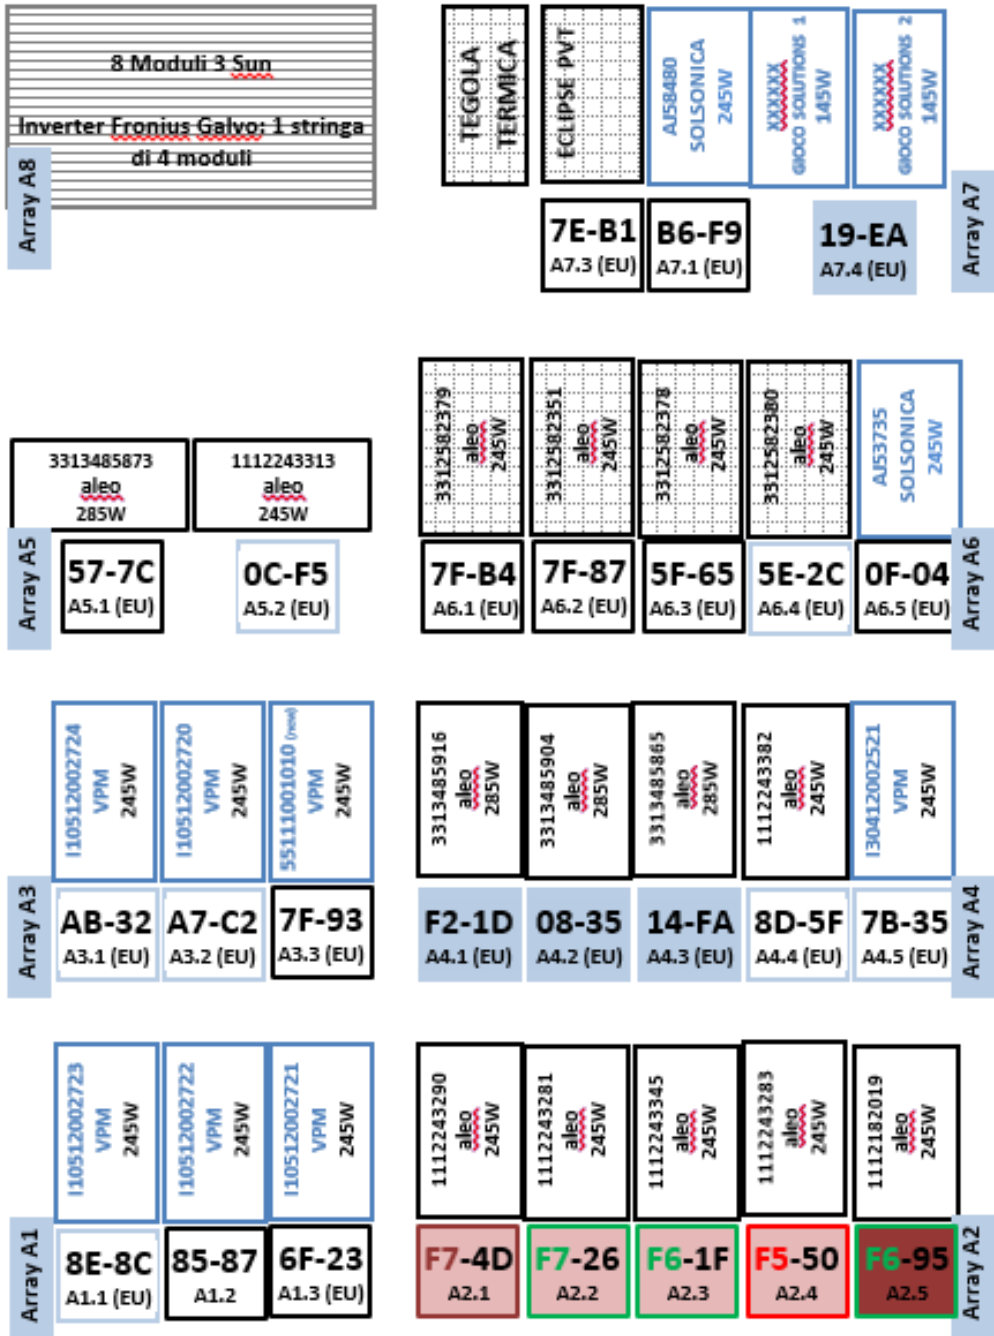 8 Moduli 3 Sun
Inverter Fronius Galvo: 1 stringa
di 4 moduli
Array A8
TEGOLA
TERMICA
ECLIPSE PVT
AJ58480
SOLSONICA
245W
XXXXXX
GIOCO SOLUTIONS 1
145W
XXXXXX
GIOCO SOLUTIONS 2
145W
7E-B1
A7.3 (EU)
B6-F9
A7.1 (EU)
19-EA
A7.4 (EU)
Array A7
3313485873
aleo
285W
1112243313
aleo
245W
57-7C
A5.1 (EU)
0C-F5
A5.2 (EU)
Array A5
3312582379
aleo
245W
3312582351
aleo
245W
3312582378
aleo
245W
3312582380
aleo
245W
AJ53735
SOLSONICA
245W
7F-B4
A6.1 (EU)
7F-87
A6.2 (EU)
5F-65
A6.3 (EU)
5E-2C
A6.4 (EU)
0F-04
A6.5 (EU)
Array A6
I10512002724
VPM
245W
I10512002720
VPM
245W
55111001010 (new)
VPM
245W
AB-32
A3.1 (EU)
A7-C2
A3.2 (EU)
7F-93
A3.3 (EU)
Array A3
3313485916
aleo
285W
3313485904
aleo
285W
3313485865
aleo
285W
1112243382
aleo
245W
I30412002521
VPM
245W
F2-1D
A4.1 (EU)
08-35
A4.2 (EU)
14-FA
A4.3 (EU)
8D-5F
A4.4 (EU)
7B-35
A4.5 (EU)
Array A4
I10512002723
VPM
245W
I10512002722
VPM
245W
I10512002721
VPM
245W
8E-8C
A1.1 (EU)
85-87
A1.2
6F-23
A1.3 (EU)
Array A1
1112243290
aleo
245W
1112243281
aleo
245W
1112243345
aleo
245W
1112243283
aleo
245W
1112182019
aleo
245W
F7-4D
A2.1
F7-26
A2.2
F6-1F
A2.3
F5-50
A2.4
F6-95
A2.5
Array A2